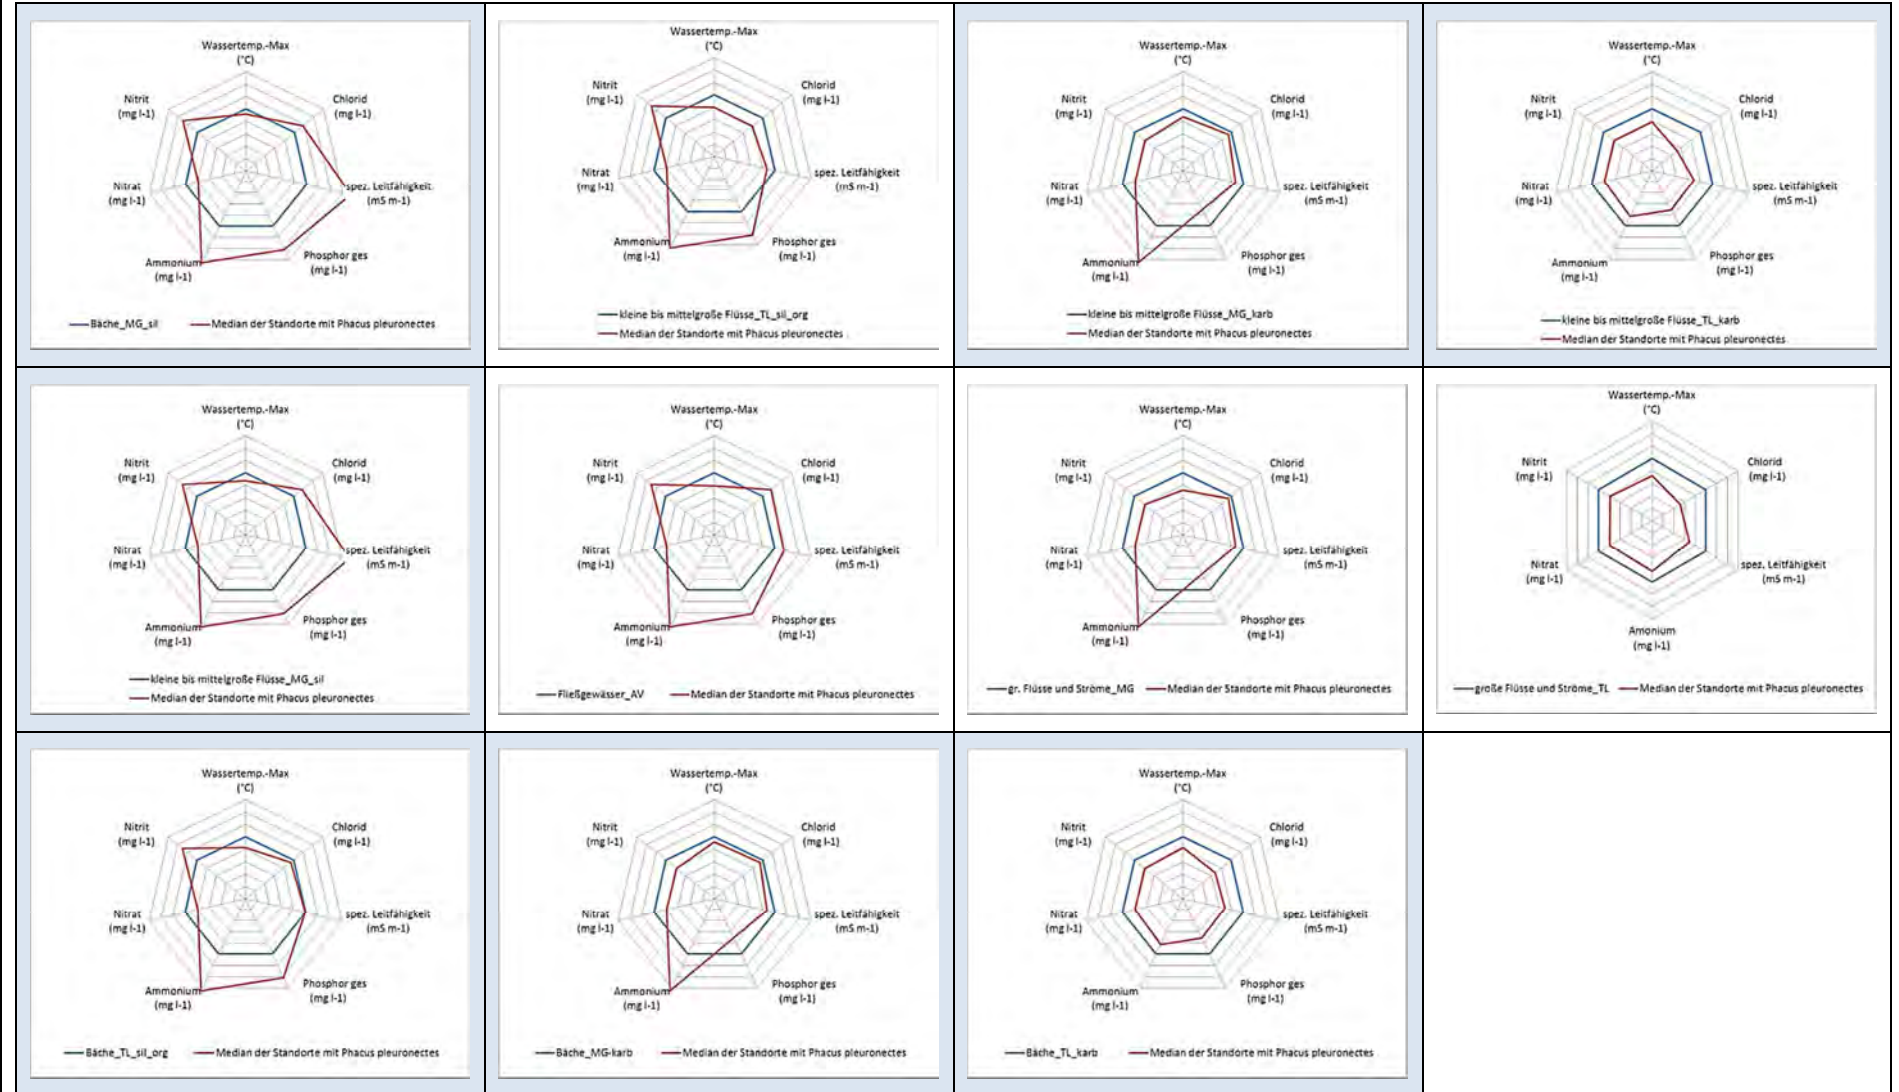 Wassertemp.-Max
(°C)
Nitrit
(mg l-1)
Chlorid
(mg l-1)
Nitrat
(mg l-1)
spez. Leitfähigkeit
(mS m-1)
Ammonium
(mg l-1)
Phosphor ges
(mg l-1)
Bäche_MG_sil
Median der Standorte mit Phacus pleuronectes
Wassertemp.-Max
(°C)
Nitrit
(mg l-1)
Chlorid
(mg l-1)
Nitrat
(mg l-1)
spez. Leitfähigkeit
(mS m-1)
Ammonium
(mg l-1)
Phosphor ges
(mg l-1)
kleine bis mittelgroße Flüsse_TL_sil_org
Median der Standorte mit Phacus pleuronectes
Wassertemp.-Max
(°C)
Nitrit
(mg l-1)
Chlorid
(mg l-1)
Nitrat
(mg l-1)
spez. Leitfähigkeit
(mS m-1)
Ammonium
(mg l-1)
Phosphor ges
(mg l-1)
kleine bis mittelgroße Flüsse_MG_karb
Median der Standorte mit Phacus pleuronectes
Wassertemp.-Max
(°C)
Nitrit
(mg l-1)
Chlorid
(mg l-1)
Nitrat
(mg l-1)
spez. Leitfähigkeit
(mS m-1)
Ammonium
(mg l-1)
Phosphor ges
(mg l-1)
kleine bis mittelgroße Flüsse_TL_karb
Median der Standorte mit Phacus pleuronectes
Wassertemp.-Max
(°C)
Nitrit
(mg l-1)
Chlorid
(mg l-1)
Nitrat
(mg l-1)
spez. Leitfähigkeit
(mS m-1)
Ammonium
(mg l-1)
Phosphor ges
(mg l-1)
kleine bis mittelgroße Flüsse_MG_sil
Median der Standorte mit Phacus pleuronectes
Wassertemp.-Max
(°C)
Nitrit
(mg l-1)
Chlorid
(mg l-1)
Nitrat
(mg l-1)
spez. Leitfähigkeit
(mS m-1)
Ammonium
(mg l-1)
Phosphor ges
(mg l-1)
Fließgewässer_AV
Median der Standorte mit Phacus pleuronectes
Wassertemp.-Max
(°C)
Nitrit
(mg l-1)
Chlorid
(mg l-1)
Nitrat
(mg l-1)
spez. Leitfähigkeit
(mS m-1)
Ammonium
(mg l-1)
Phosphor ges
(mg l-1)
gr. Flüsse und Ströme_MG
Median der Standorte mit Phacus pleuronectes
Wassertemp.-Max
(°C)
Nitrit
(mg l-1)
Chlorid
(mg l-1)
Nitrat
(mg l-1)
spez. Leitfähigkeit
(mS m-1)
Amonium
(mg l-1)
große Flüsse und Ströme_TL
Median der Standorte mit Phacus pleuronectes
Wassertemp.-Max
(°C)
Nitrit
(mg l-1)
Chlorid
(mg l-1)
Nitrat
(mg l-1)
spez. Leitfähigkeit
(mS m-1)
Ammonium
(mg l-1)
Phosphor ges
(mg l-1)
Bäche_TL_sil_org
Median der Standorte mit Phacus pleuronectes
Wassertemp.-Max
(°C)
Nitrit
(mg l-1)
Chlorid
(mg l-1)
Nitrat
(mg l-1)
spez. Leitfähigkeit
(mS m-1)
Ammonium
(mg l-1)
Phosphor ges
(mg l-1)
Bäche_MG-karb
Median der Standorte mit Phacus pleuronectes
Wassertemp.-Max
(°C)
Nitrit
(mg l-1)
Chlorid
(mg l-1)
Nitrat
(mg l-1)
spez. Leitfähigkeit
(mS m-1)
Ammonium
(mg l-1)
Phosphor ges
(mg l-1)
Bäche_TL_karb
Median der Standorte mit Phacus pleuronectes